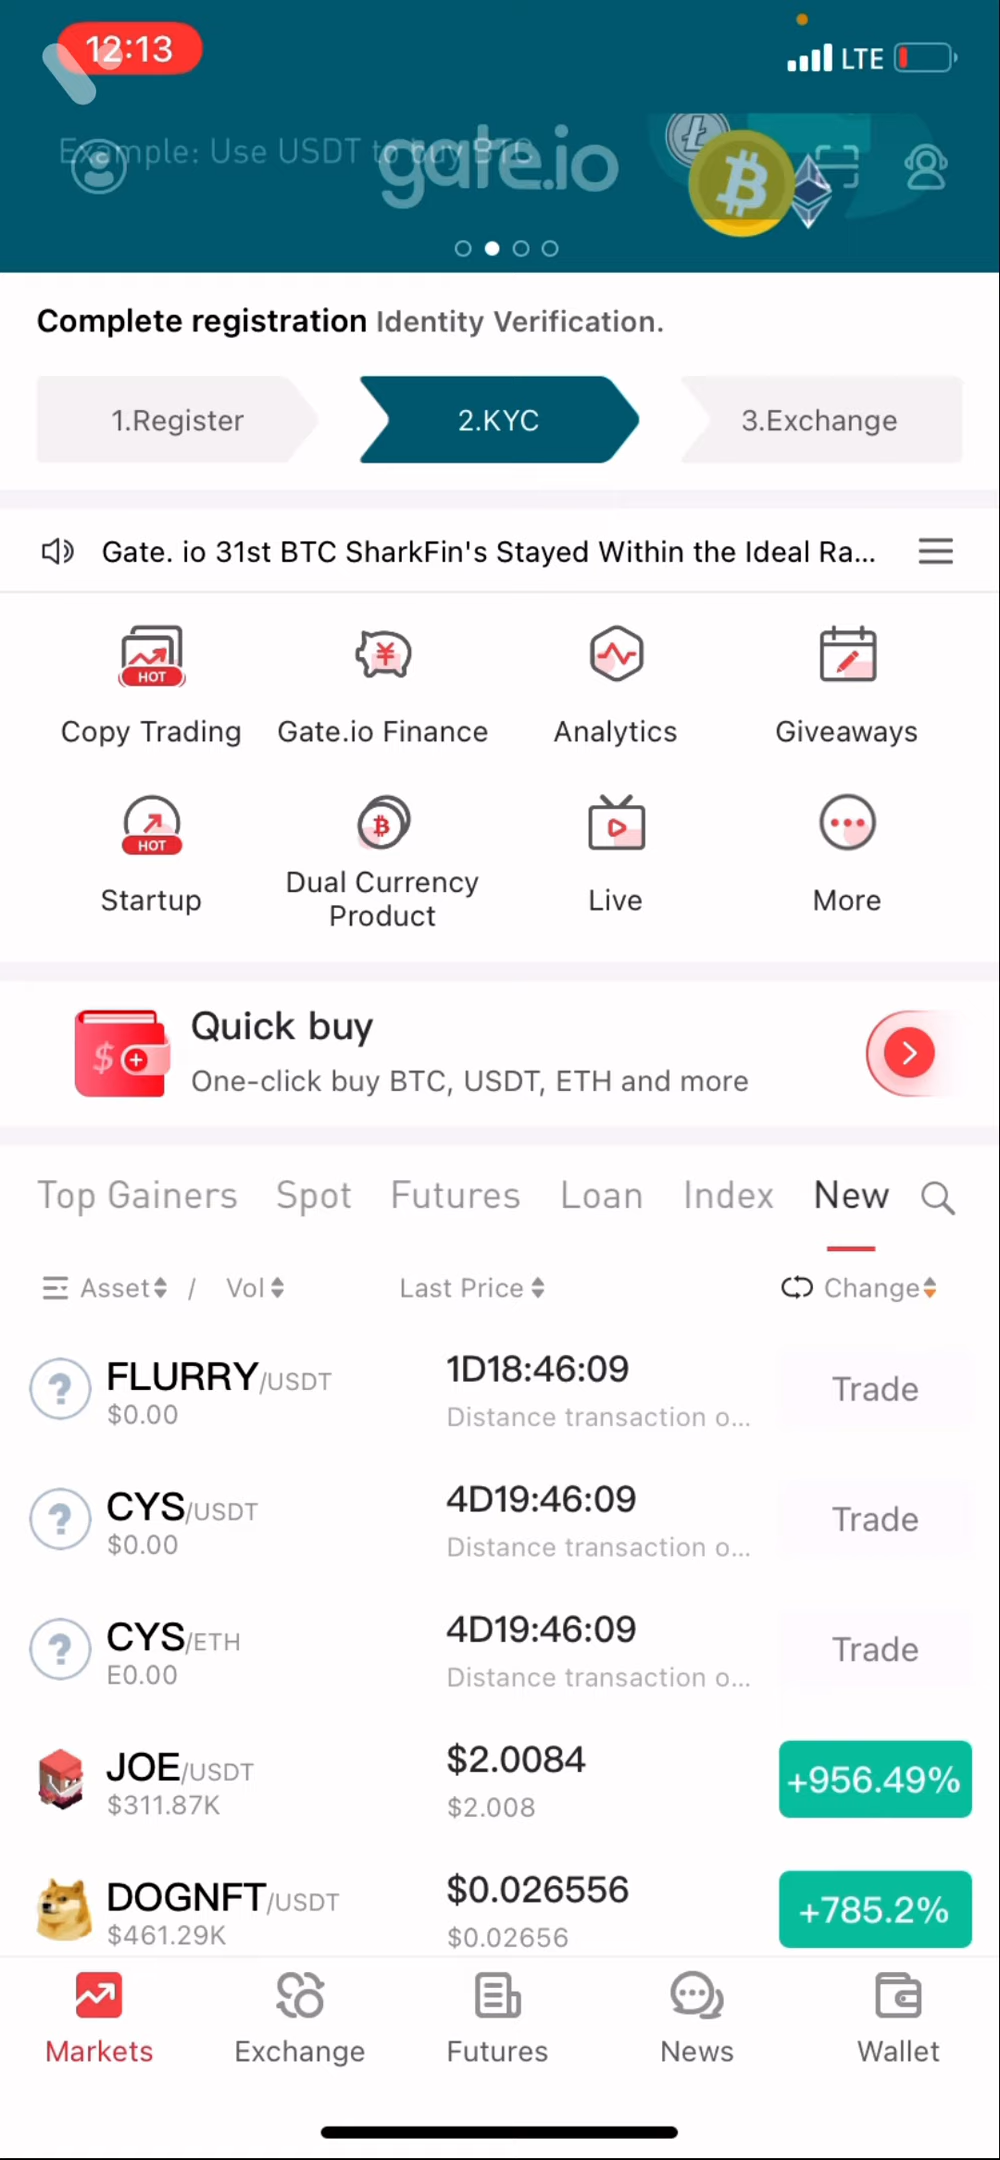 12:13
LTE
Example: Use USDT to buy BTC
gate.io
Complete registration Identity Verification.
1.Register
2.KYC
3.Exchange
Gate. io 31st BTC SharkFin's Stayed Within the Ideal Ra...
HOT
Copy Trading
Gate.io Finance
Analytics
Giveaways
HOT
Startup
Dual Currency
Product
Live
More
Quick buy
One-click buy BTC, USDT, ETH and more
Top Gainers Spot Futures Loan Index New
Asset / Vol Last Price Change
FLURRY/USDT 1D18:46:09 Trade
$0.00 Distance transaction o...
CYS/USDT 4D19:46:09 Trade
$0.00 Distance transaction o...
CYS/ETH 4D19:46:09 Trade
E0.00 Distance transaction o...
JOE/USDT $2.0084 +956.49%
$311.87K $2.008
DOGNFT/USDT $0.026556 +785.2%
$461.29K $0.02656
Markets Exchange Futures News Wallet